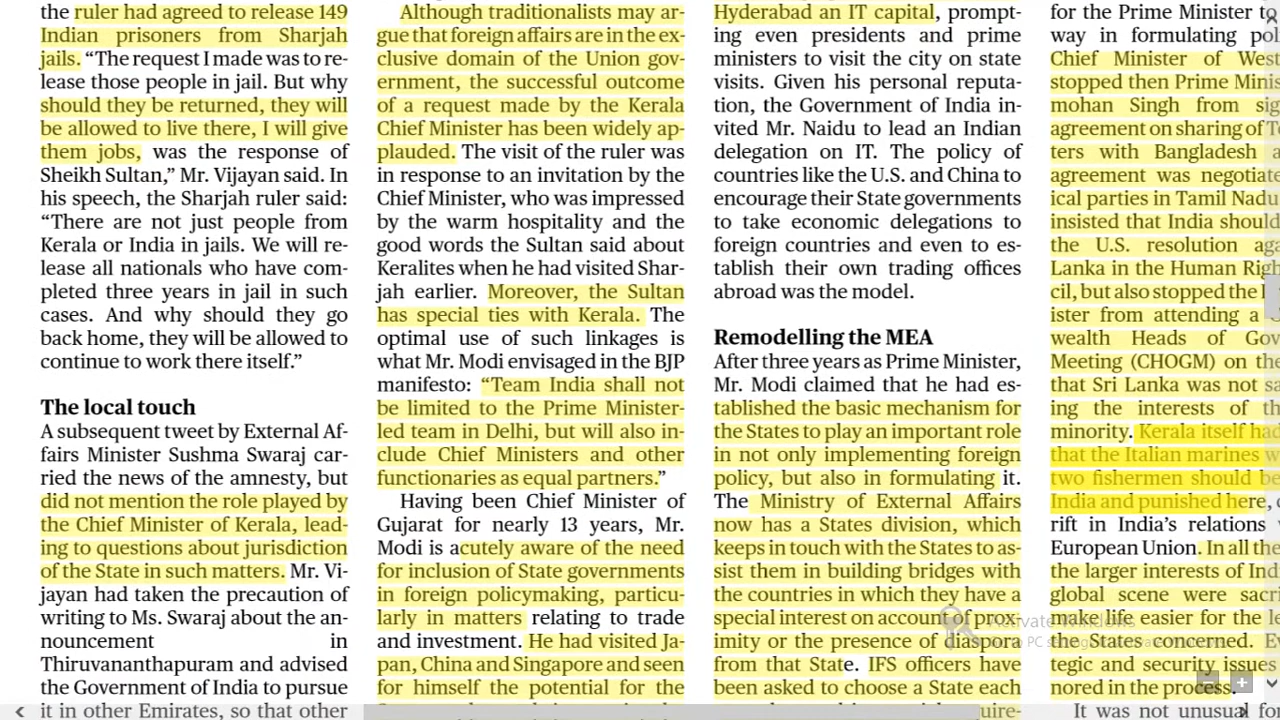 the ruler had agreed to release 149
Indian prisoners from Sharjah
jails. “The request I made was to re-
lease those people in jail. But why
should they be returned, they will
be allowed to live there, I will give
them jobs, was the response of
Sheikh Sultan,” Mr. Vijayan said. In
his speech, the Sharjah ruler said:
“There are not just people from
Kerala or India in jails. We will re-
lease all nationals who have com-
pleted three years in jail in such
cases. And why should they go
back home, they will be allowed to
continue to work there itself.”
The local touch
A subsequent tweet by External Af-
fairs Minister Sushma Swaraj car-
ried the news of the amnesty, but
did not mention the role played by
the Chief Minister of Kerala, lead-
ing to questions about jurisdiction
of the State in such matters. Mr. Vi-
jayan had taken the precaution of
writing to Ms. Swaraj about the an-
nouncement in
Thiruvananthapuram and advised
the Government of India to pursue
it in other Emirates, so that other
Although traditionalists may ar-
gue that foreign affairs are in the ex-
clusive domain of the Union gov-
ernment, the successful outcome
of a request made by the Kerala
Chief Minister has been widely ap-
plauded. The visit of the ruler was
in response to an invitation by the
Chief Minister, who was impressed
by the warm hospitality and the
good words the Sultan said about
Keralites when he had visited Shar-
jah earlier. Moreover, the Sultan
has special ties with Kerala. The
optimal use of such linkages is
what Mr. Modi envisaged in the BJP
manifesto: “Team India shall not
be limited to the Prime Minister-
led team in Delhi, but will also in-
clude Chief Ministers and other
functionaries as equal partners.”
Having been Chief Minister of
Gujarat for nearly 13 years, Mr.
Modi is acutely aware of the need
for inclusion of State governments
in foreign policymaking, particu-
larly in matters relating to trade
and investment. He had visited Ja-
pan, China and Singapore and seen
for himself the potential for the
Hyderabad an IT capital, prompt-
ing even presidents and prime
ministers to visit the city on state
visits. Given his personal reputa-
tion, the Government of India in-
vited Mr. Naidu to lead an Indian
delegation on IT. The policy of
countries like the U.S. and China to
encourage their State governments
to take economic delegations to
foreign countries and even to es-
tablish their own trading offices
abroad was the model.
Remodelling the MEA
After three years as Prime Minister,
Mr. Modi claimed that he had es-
tablished the basic mechanism for
the States to play an important role
in not only implementing foreign
policy, but also in formulating it.
The Ministry of External Affairs
now has a States division, which
keeps in touch with the States to as-
sist them in building bridges with
the countries in which they have a
special interest on account of prox-
imity or the presence of diaspora
from that State. IFS officers have
been asked to choose a State each
uire-
for the Prime Minister to
way in formulating pol
Chief Minister of West
stopped then Prime Minis
mohan Singh from sig
agreement on sharing of T
ters with Bangladesh a
agreement was negotiate
ical parties in Tamil Nadu
insisted that India should
the U.S. resolution aga
Lanka in the Human Righ
cil, but also stopped the
ister from attending a
wealth Heads of Gov
Meeting (CHOGM) on the
that Sri Lanka was not sa
ing the interests of th
minority. Kerala itself had
that the Italian marines w
two fishermen should be
India and punished here,
rift in India’s relations
European Union. In all the
the larger interests of Ind
global scene were sacri
make life easier for the le
the States concerned. E
tegic and security issues
nored in the process.
It was not unusual fo
Activate Windows